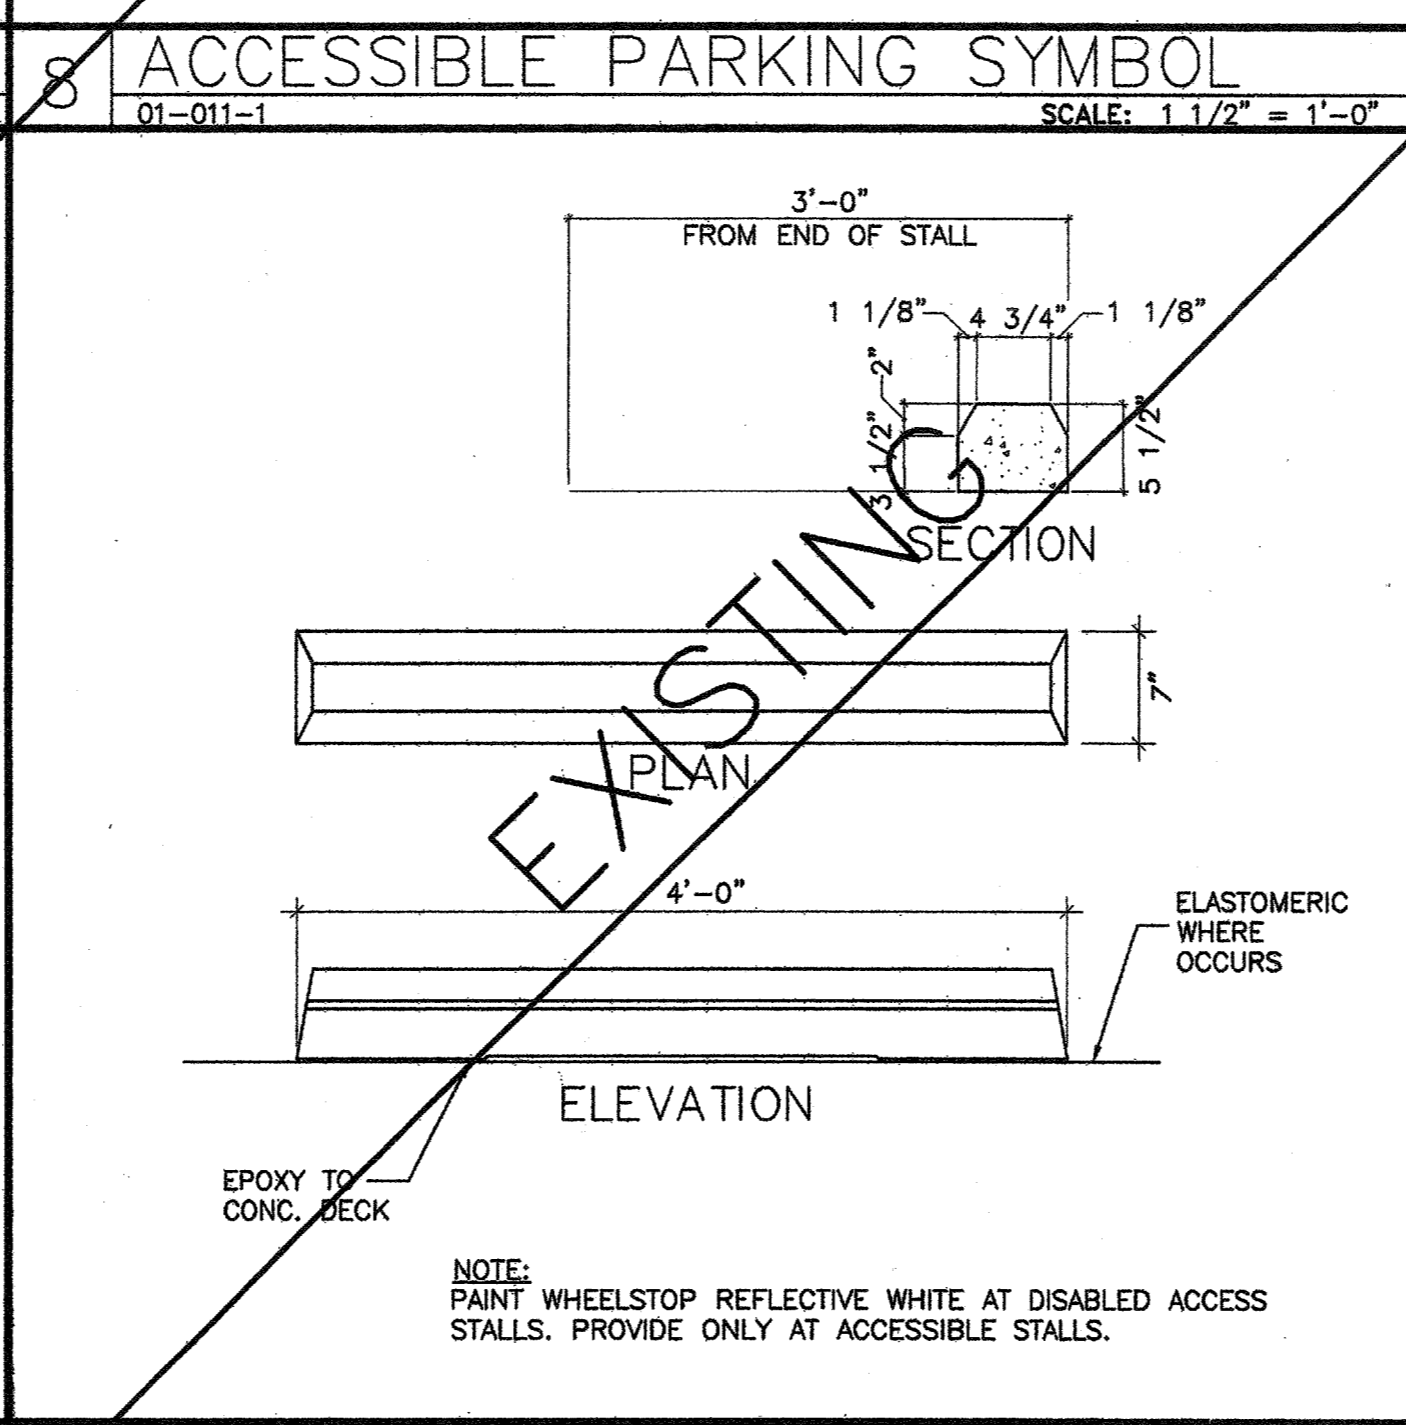 8
ACCESSIBLE PARKING SYMBOL
01-011-1
SCALE: 1 1/2" = 1'-0"
3'-0"
FROM END OF STALL
1 1/8"
4 3/4"
1 1/8"
2"
3 1/2"
5 1/2"
SECTION
EXISTING
7"
PLAN
4'-0"
ELASTOMERIC
WHERE
OCCURS
ELEVATION
EPOXY TO
CONC. DECK
NOTE:
PAINT WHEELSTOP REFLECTIVE WHITE AT DISABLED ACCESS
STALLS. PROVIDE ONLY AT ACCESSIBLE STALLS.